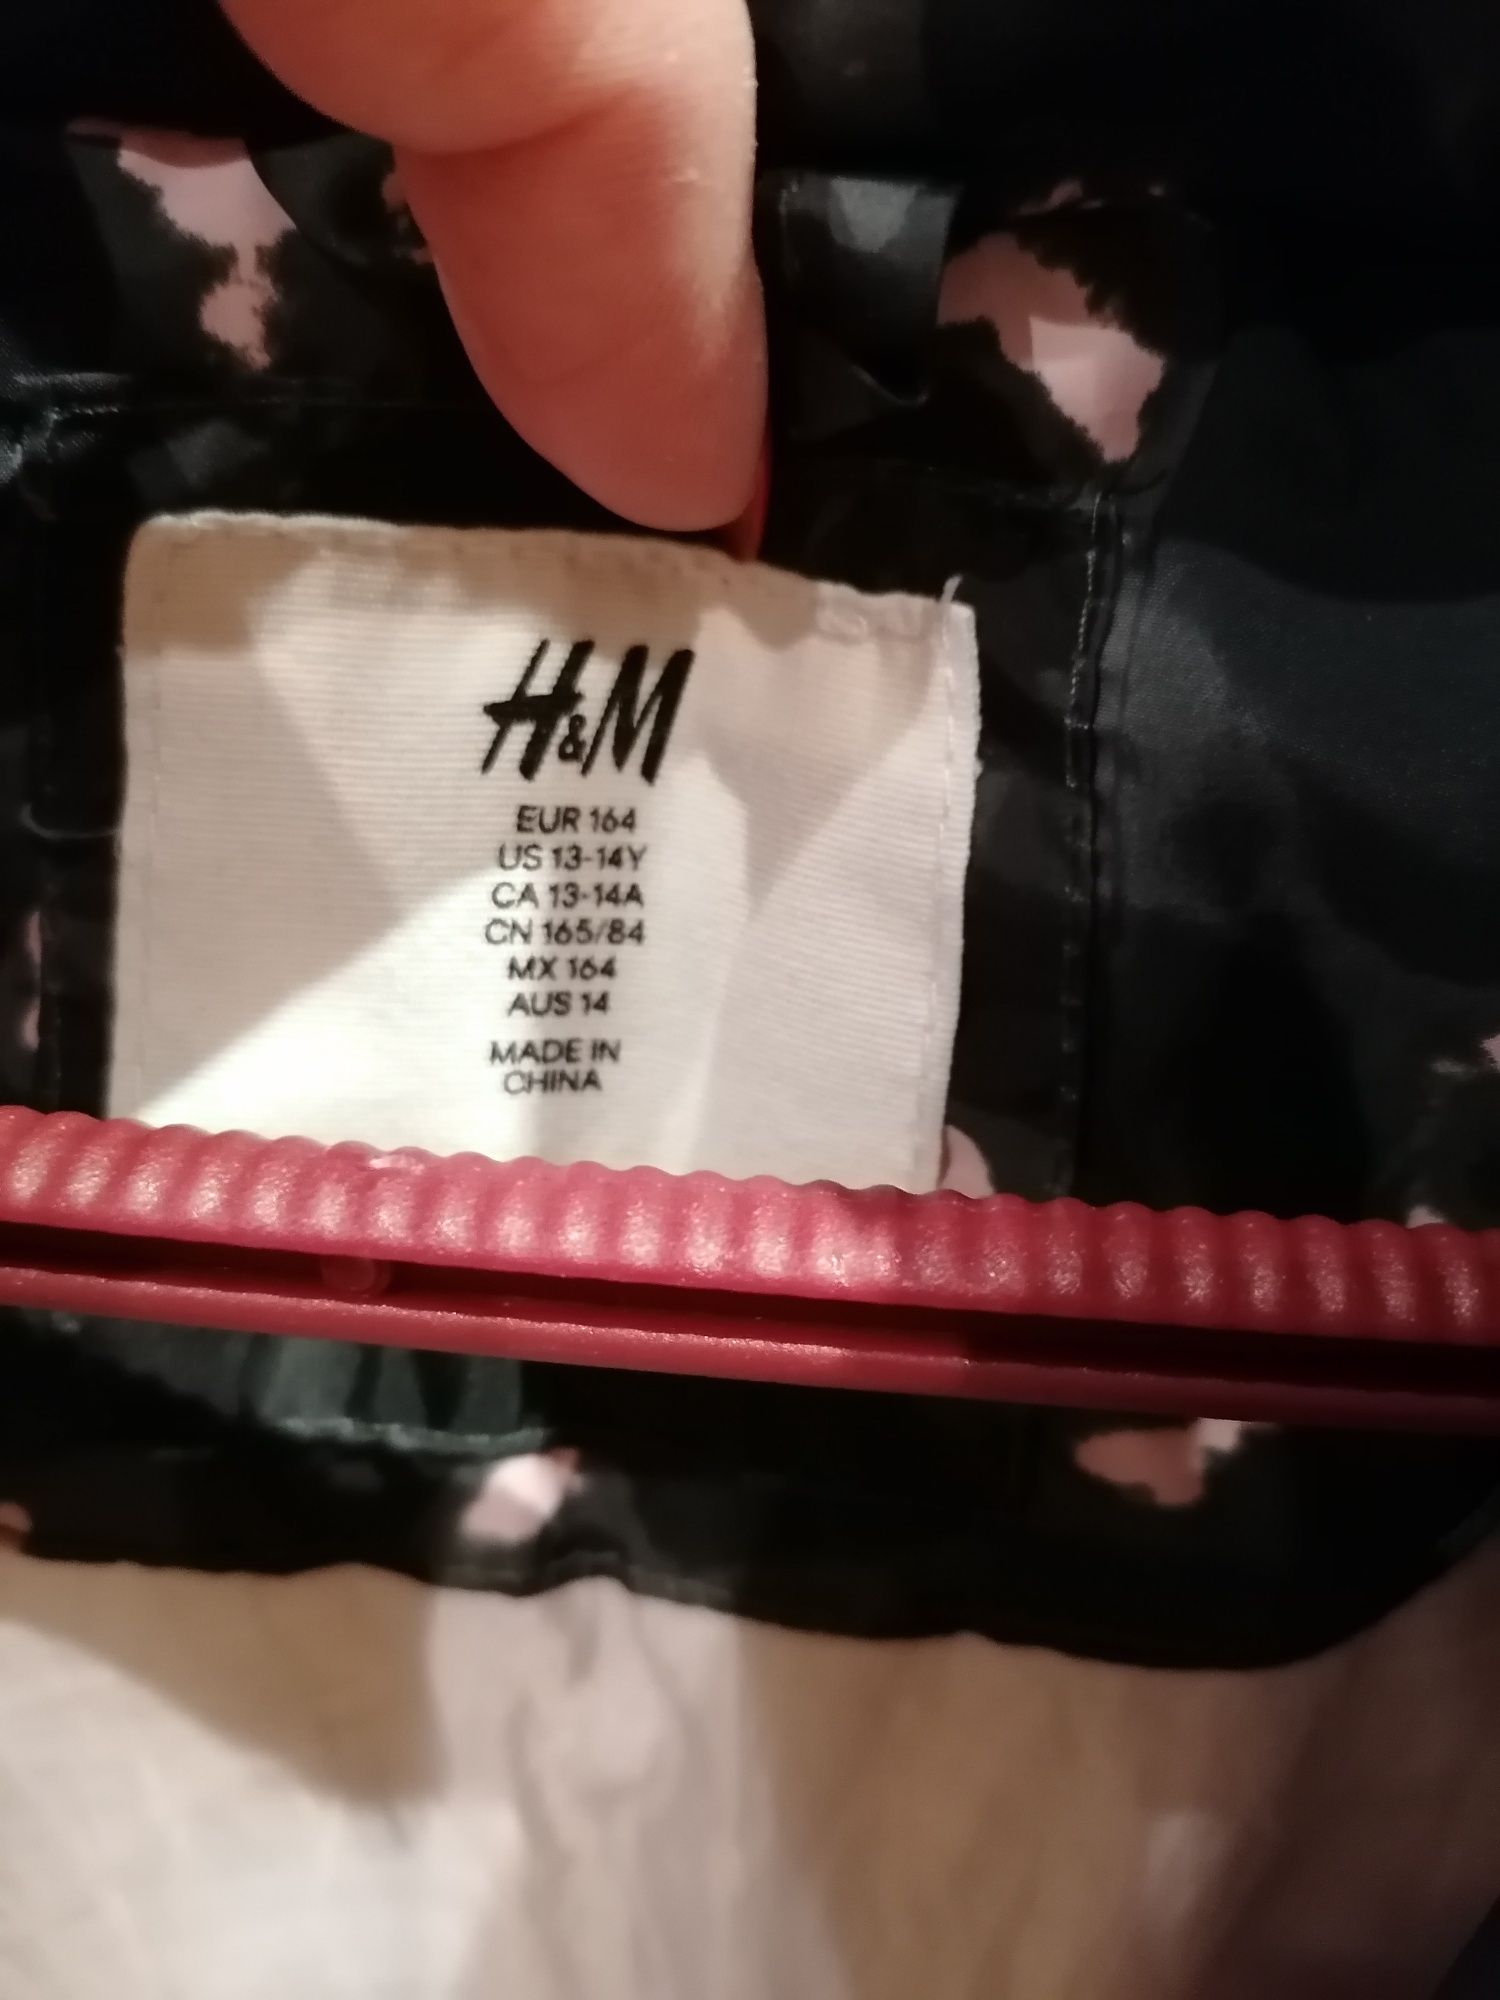 H&M
EUR 164
US 13-14Y
CA 13-14A
CN 165/84
MX 164
AUS 14
MADE IN
CHINA